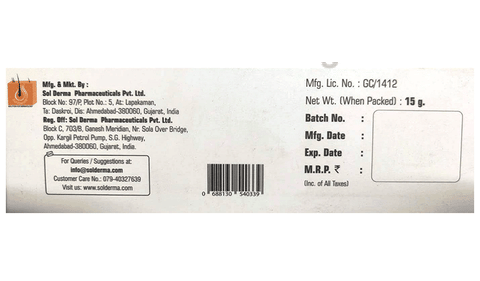 Mfg. & Mkt. By :
Sol Derma Pharmaceuticals Pvt. Ltd.
Block No: 97/P, Plot No.: 5, At: Lapakaman,
Ta: Daskroi, Dis: Ahmedabad-380060, Gujarat, India
Reg. Off: Sol Derma Pharmaceuticals Pvt. Ltd.
Block C, 703/B, Ganesh Meridian, Nr. Sola Over Bridge,
Opp. Kargil Petrol Pump, S.G. Highway,
Ahmedabad-380060, Gujarat, India.
For Queries / Suggestions at:
info@solderma.com
Customer Care No.: 079-40327639
Visit us: www.solderma.com
0 688130 540339
Mfg. Lic. No. : GC/1412
Net Wt. (When Packed) : 15 g.
Batch No. :
Mfg. Date :
Exp. Date :
M.R.P. ₹ :
(Inc. of All Taxes)